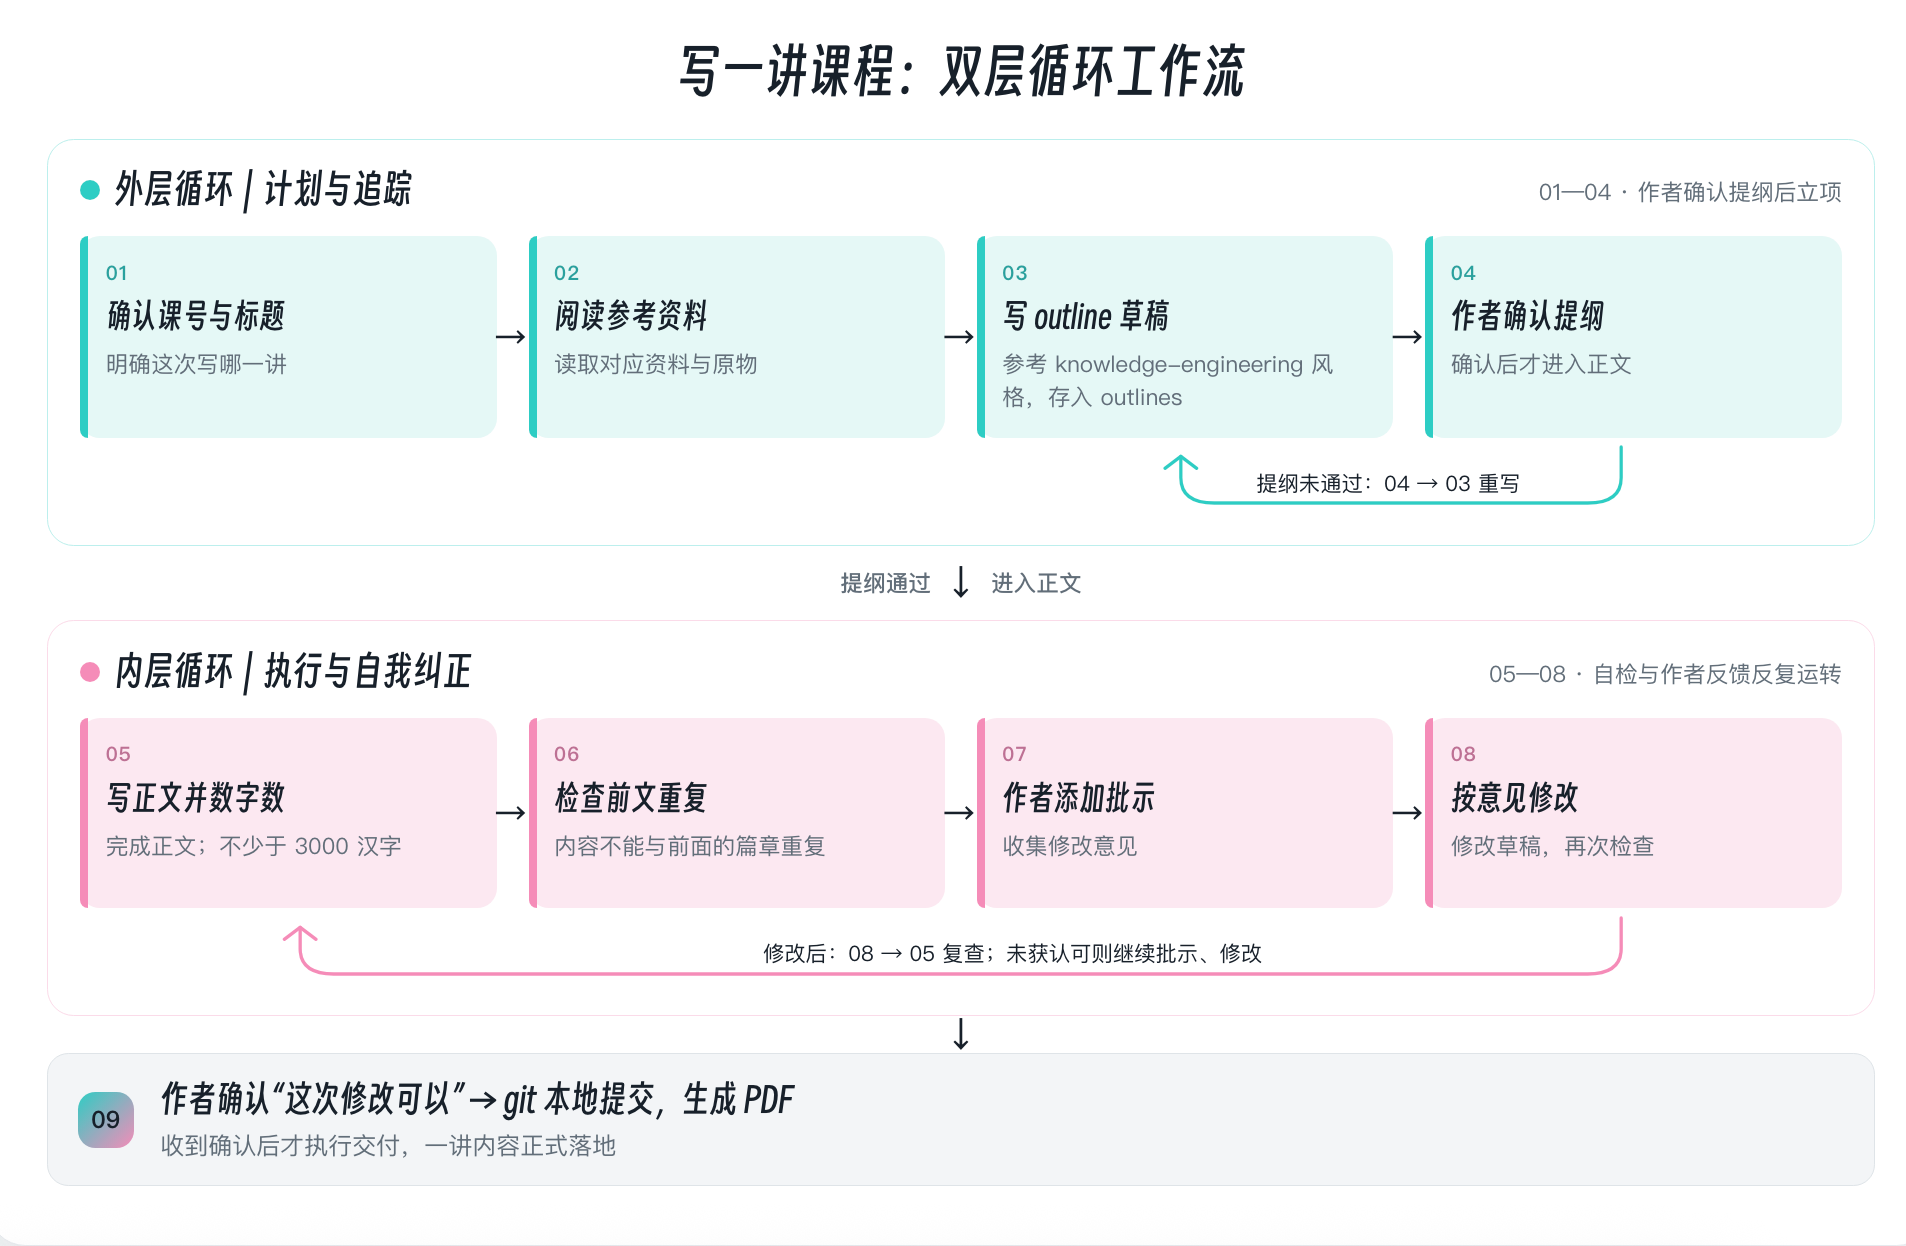 写一讲课程：双层循环工作流
外层循环 | 计划与追踪
01—04 · 作者确认提纲后立项
01
确认课号与标题
明确这次写哪一讲
→
02
阅读参考资料
读取对应资料与原物
→
03
写 outline 草稿
参考 knowledge-engineering 风
格，存入 outlines
→
04
作者确认提纲
确认后才进入正文
提纲未通过：04 → 03 重写
提纲通过 ↓ 进入正文
内层循环 | 执行与自我纠正
05—08 · 自检与作者反馈反复运转
05
写正文并数字数
完成正文；不少于 3000 汉字
→
06
检查前文重复
内容不能与前面的篇章重复
→
07
作者添加批示
收集修改意见
→
08
按意见修改
修改草稿，再次检查
修改后：08 → 05 复查；未获认可则继续批示、修改
↓
09
作者确认“这次修改可以”→ git 本地提交，生成 PDF
收到确认后才执行交付，一讲内容正式落地